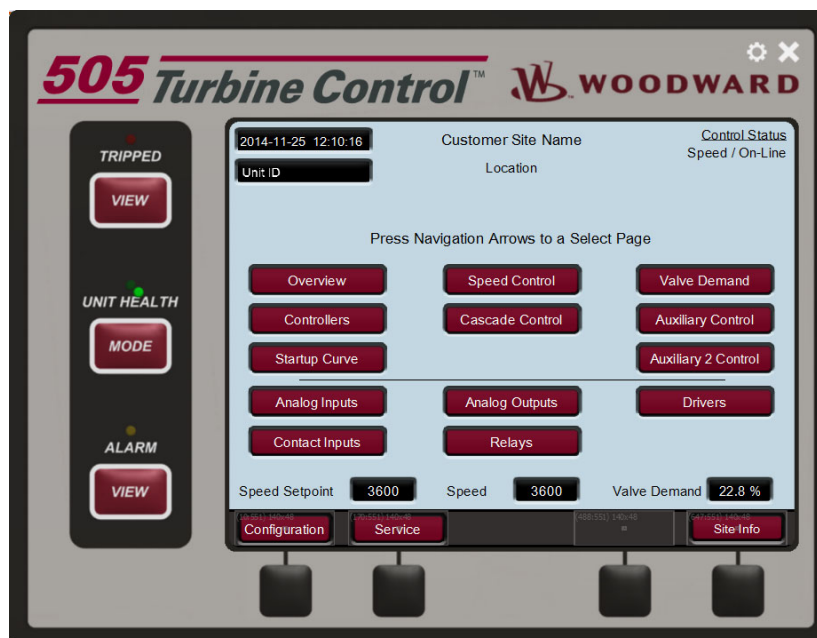 505 Turbine Control™
WOODWARD
TRIPPED
VIEW
UNIT HEALTH
MODE
ALARM
VIEW
2014-11-25 12:10:16
Customer Site Name
Control Status
Unit ID
Location
Speed / On-Line
Press Navigation Arrows to a Select Page
Overview
Speed Control
Valve Demand
Controllers
Cascade Control
Auxiliary Control
Startup Curve
Auxiliary 2 Control
Analog Inputs
Analog Outputs
Drivers
Contact Inputs
Relays
Speed Setpoint 3600
Speed 3600
Valve Demand 22.8 %
(488:551) 140x48
Configuration
Service
Site Info